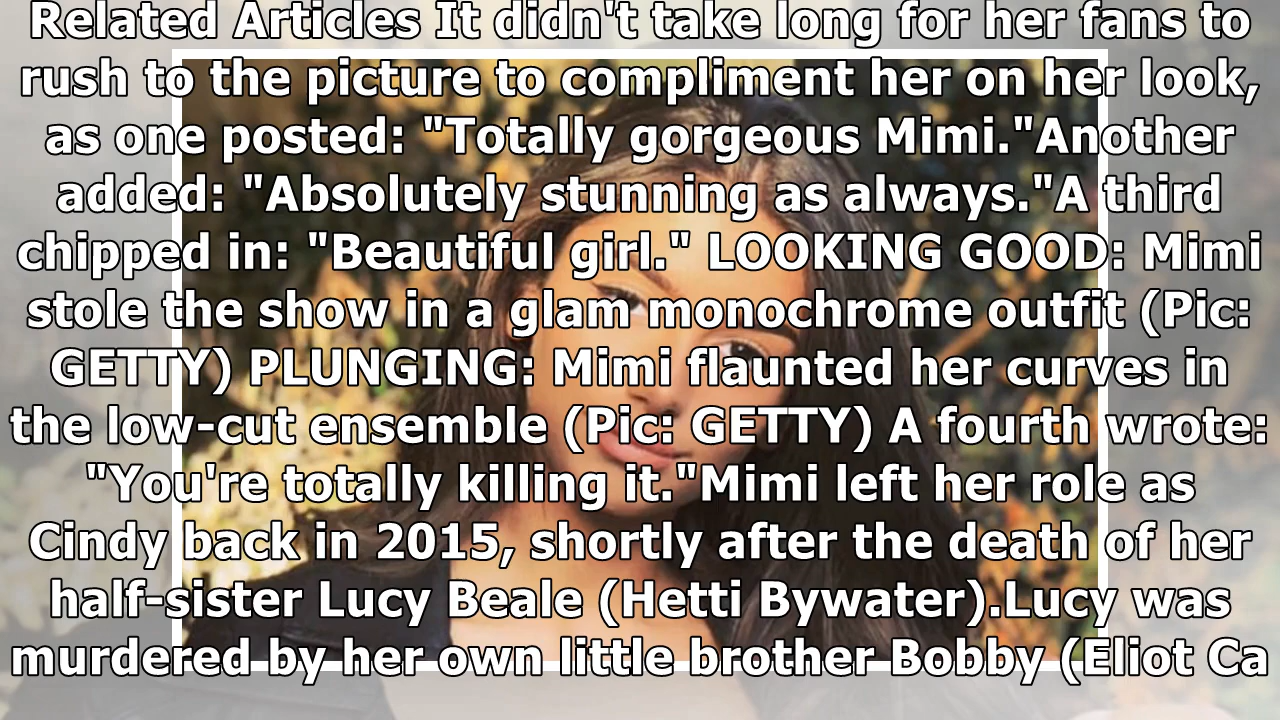 Related Articles It didn't take long for her fans to
rush to the picture to compliment her on her look,
as one posted: "Totally gorgeous Mimi."Another
added: "Absolutely stunning as always."A third
chipped in: "Beautiful girl." LOOKING GOOD: Mimi
stole the show in a glam monochrome outfit (Pic:
GETTY) PLUNGING: Mimi flaunted her curves in
the low-cut ensemble (Pic: GETTY) A fourth wrote:
"You're totally killing it."Mimi left her role as
Cindy back in 2015, shortly after the death of her
half-sister Lucy Beale (Hetti Bywater).Lucy was
murdered by her own little brother Bobby (Eliot Ca